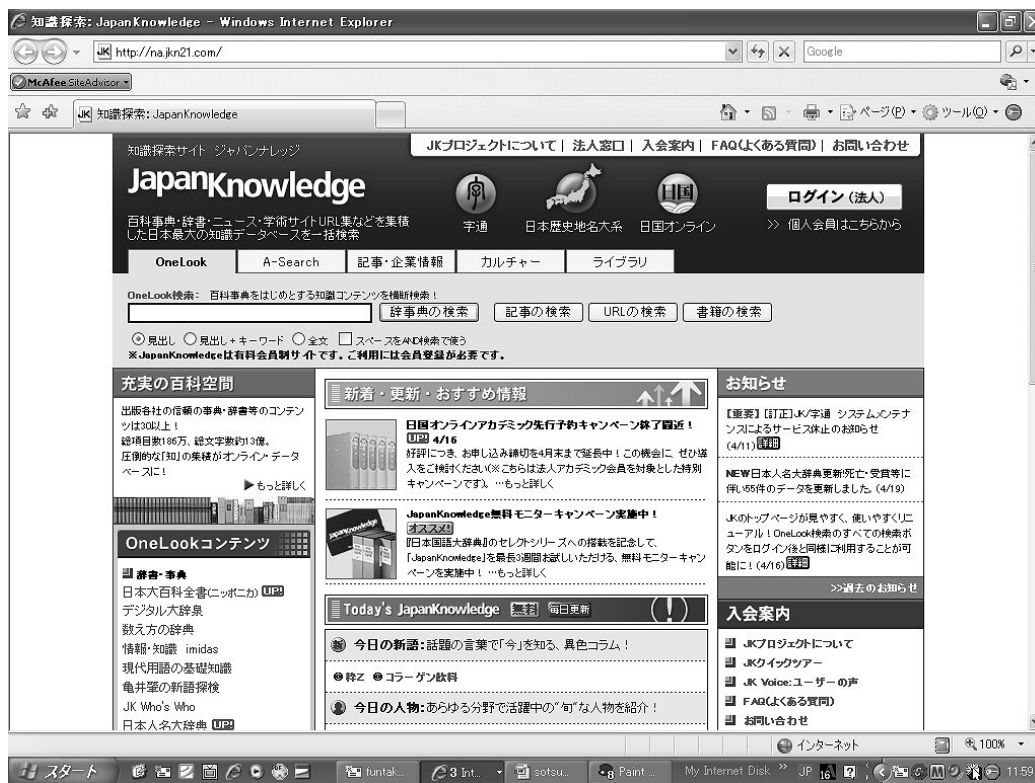 知識探索: JapanKnowledge - Windows Internet Explorer
http://na.jkn21.com/
Google
McAfee SiteAdvisor
知識探索: JapanKnowledge
ページ(P)
ツール(O)
知識探索サイト ジャパンナレッジ
JKプロジェクトについて | 法人窓口 | 入会案内 | FAQ(よくある質問) | お問い合わせ
JapanKnowledge
百科事典・辞書・ニュース・学術サイトURL集などを集積
した日本最大の知識データベースを一括検索
字通
日本歴史地名大系
日国
日国オンライン
ログイン (法人)
>> 個人会員はこちらから
OneLook
A-Search
記事・企業情報
カルチャー
ライブラリ
OneLook検索: 百科事典をはじめとする知識コンテンツを横断検索！
辞事典の検索
記事の検索
URLの検索
書籍の検索
見出し 見出し+キーワード 全文 スペースをAND検索で使う
※JapanKnowledgeは有料会員制サイトです。ご利用には会員登録が必要です。
充実の百科空間
出版各社の信頼の事典・辞書等のコンテン
ツは30以上！
総項目数186万、総文字数約13億。
圧倒的な「知」の集積がオンライン・データ
ベースに！
▶もっと詳しく
OneLookコンテンツ
辞書・事典
日本大百科全書(ニッポニカ) UP!
デジタル大辞泉
数え方の辞典
情報・知識 imidas
現代用語の基礎知識
亀井肇の新語探検
JK Who's Who
日本人名大辞典 UP!
新着・更新・おすすめ情報
日国オンラインアカデミック先行予約キャンペーン終了間近！
UP! 4/16
好評につき、お申し込み締切を4月末まで延長中！この機会に、ぜひ導
入をご検討ください(※こちらは法人アカデミック会員を対象とした特別
キャンペーンです)。 …もっと詳しく
JapanKnowledge無料モニターキャンペーン実施中！
オススメ!
『日本国語大辞典』のセレクトシリーズへの搭載を記念して、
「JapanKnowledge」を最長3週間お試しいただける、無料モニターキャン
ペーンを実施中！ …もっと詳しく
Today's JapanKnowledge 無料 毎日更新
今日の新語:話題の言葉で「今」を知る、異色コラム！
粋Z コラーゲン飲料
今日の人物:あらゆる分野で活躍中の“旬”な人物を紹介！
お知らせ
【重要】[訂正]JK/字通 システムメンテナ
ンスによるサービス休止のお知らせ
(4/11) 詳細
NEW日本人名大辞典更新!死亡・受賞等に
伴い55件のデータを更新しました。(4/19)
JKのトップページが見やすく、使いやすくリニ
ューアル！OneLook検索のすべての検索ボ
タンをログイン後と同様に利用することが可
能に！(4/16) 詳細
>>過去のお知らせ
入会案内
JKプロジェクトについて
JKクイックツアー
JK Voice:ユーザーの声
FAQ(よくある質問)
お問い合わせ
インターネット
100%
スタート
funtak...
3 Int...
sotsu...
8 Paint ...
My Internet Disk
JP
16
11:59